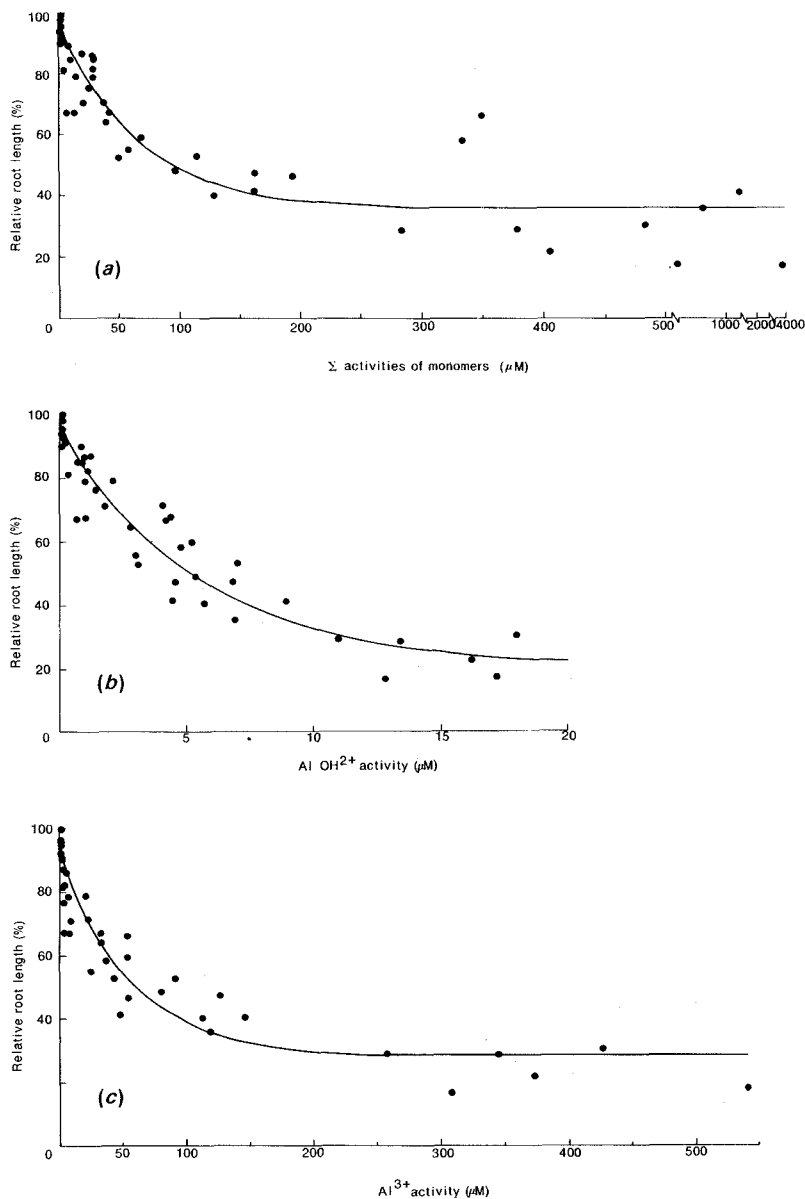 100
80
60
40
20
0
Relative root length (%)
(a)
50 100 150 200 300 400 500 1000 2000 4000
Σ activities of monomers (μM)
100
80
60
40
20
0
Relative root length (%)
(b)
5 10 15 20
Al OH2+ activity (μM)
100
80
60
40
0
Relative root length (%)
(c)
50 100 200 300 400 500
Al3+ activity (μM)